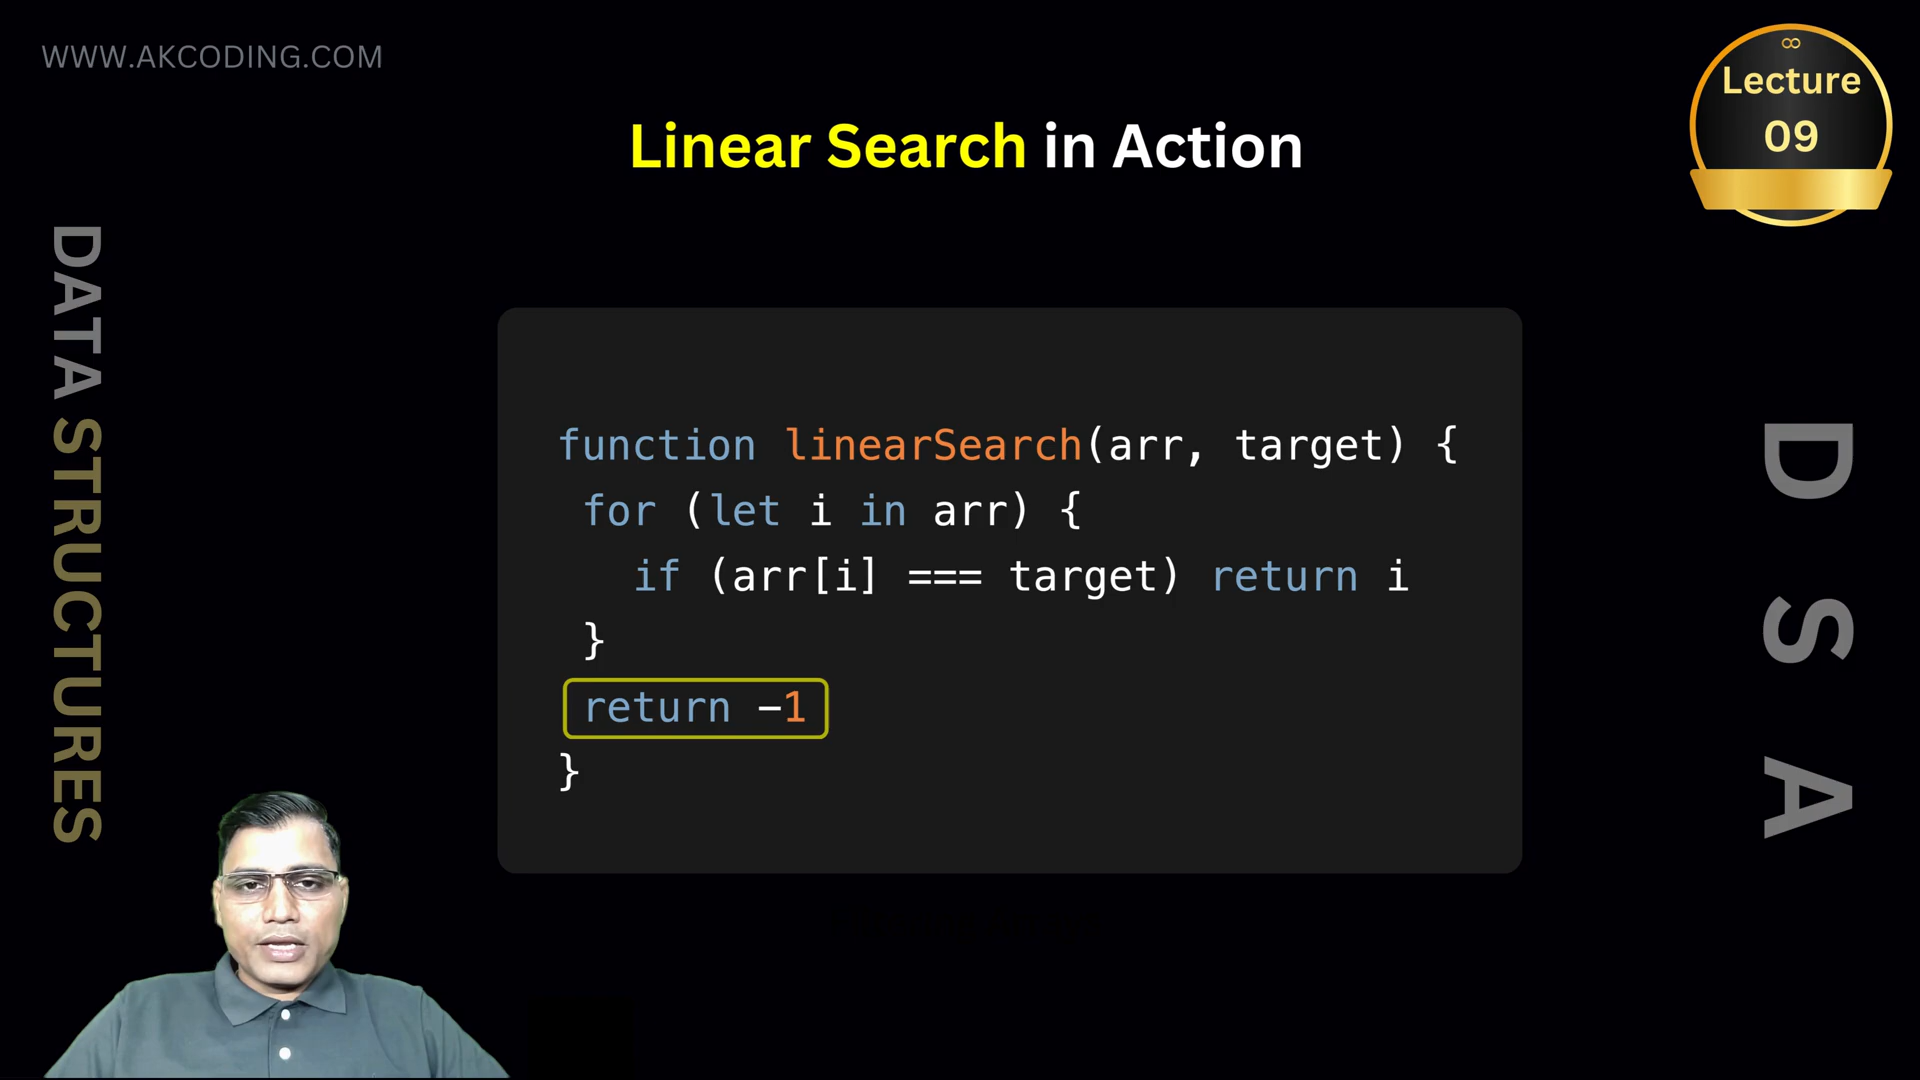 WWW.AKCODING.COM
∞
Lecture
09
Linear Search in Action
DATA STRUCTURES
function linearSearch(arr, target) {
for (let i in arr) {
if (arr[i] === target) return i
}
return -1
}
D S A